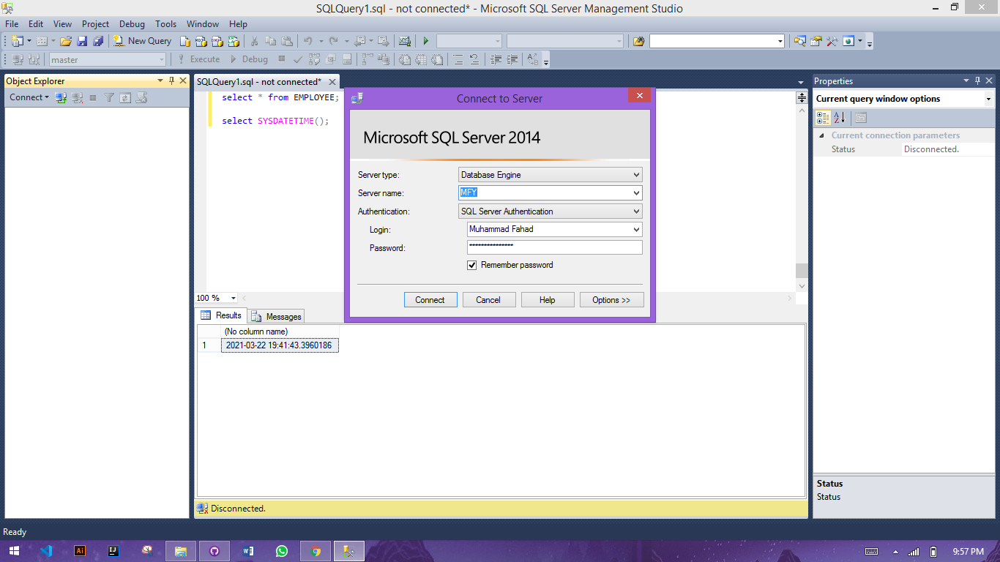 SQLQuery1.sql - not connected* - Microsoft SQL Server Management Studio
File Edit View Project Debug Tools Window Help
New Query
master Execute Debug
Object Explorer
Connect
SQLQuery1.sql - not connected*
select * from EMPLOYEE;
select SYSDATETIME();
Connect to Server
Microsoft SQL Server 2014
Server type: Database Engine
Server name: MFY
Authentication: SQL Server Authentication
Login: Muhammad Fahad
Password: ***************
Remember password
Connect Cancel Help Options >>
100 %
Results Messages
(No column name)
1 2021-03-22 19:41:43.3960186
Disconnected.
Properties
Current query window options
Current connection parameters
Status Disconnected.
Status
Status
Ready
9:57 PM